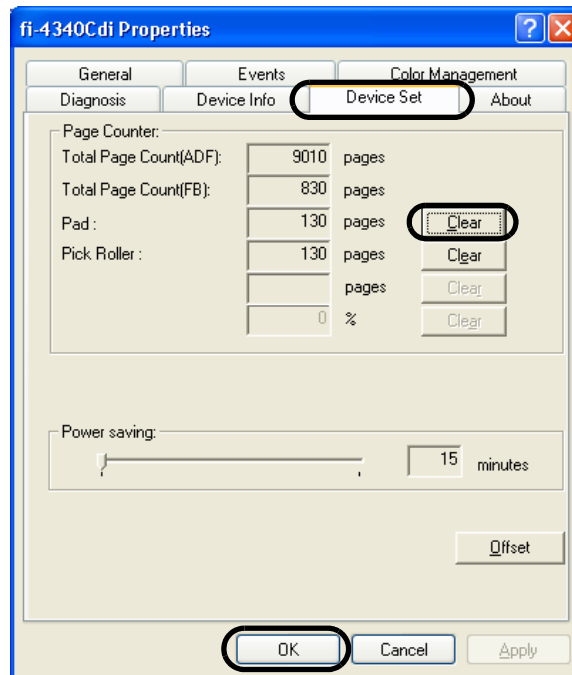 fi-4340Cdi Properties
General Events Color Management
Diagnosis Device Info Device Set About
Page Counter:
Total Page Count(ADF): 9010 pages
Total Page Count(FB): 830 pages
Pad : 130 pages Clear
Pick Roller : 130 pages Clear
pages Clear
0 % Clear
Power saving:
15 minutes
Offset
OK Cancel Apply